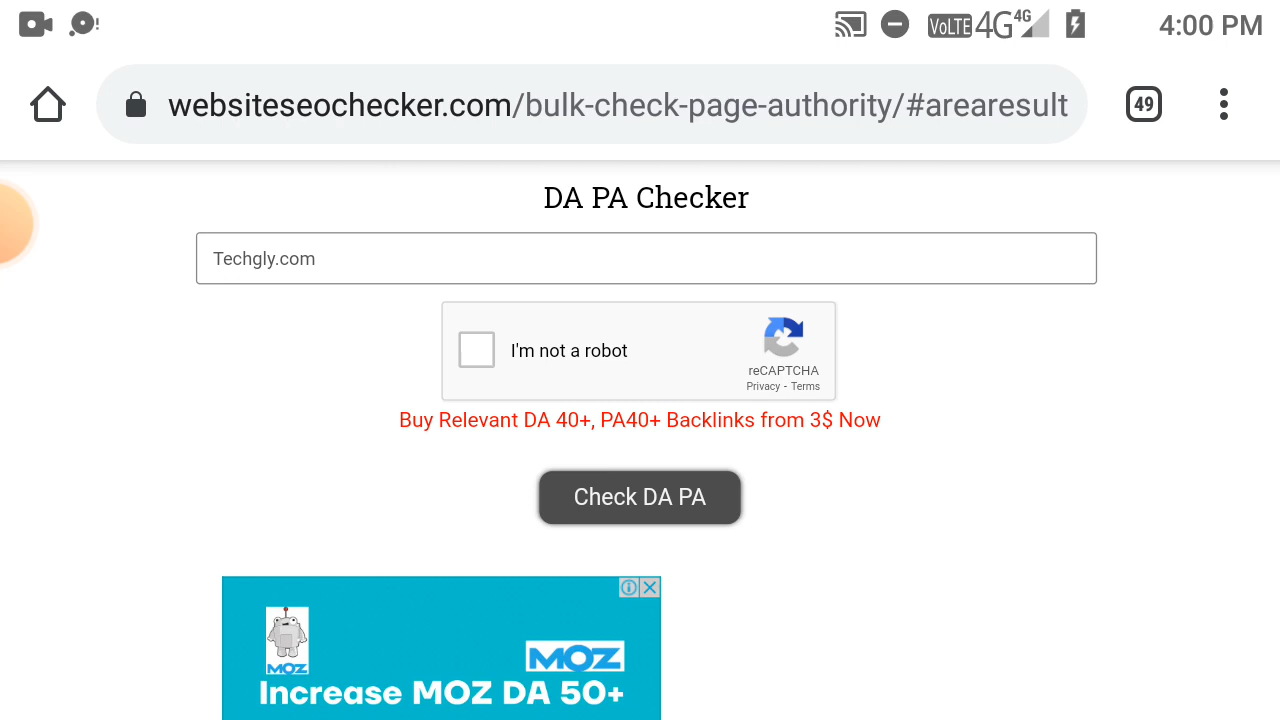 VoLTE 4G 4G 4:00 PM
websiteseochecker.com/bulk-check-page-authority/#arearesult 49
DA PA Checker
Techgly.com
I'm not a robot
reCAPTCHA
Privacy - Terms
Buy Relevant DA 40+, PA40+ Backlinks from 3$ Now
Check DA PA
MOZ
MOZ
Increase MOZ DA 50+